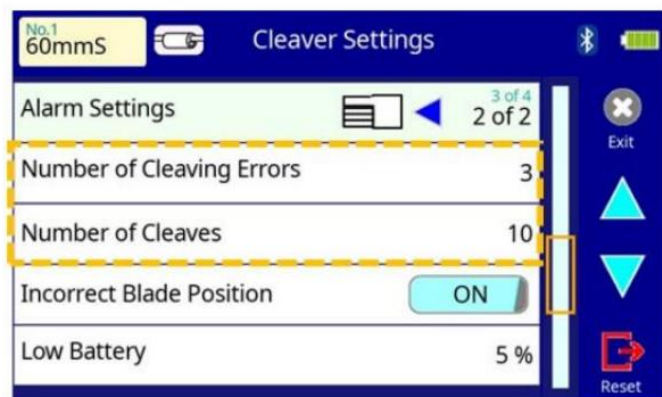 No.1
60mmS
Cleaver Settings
Alarm Settings
3 of 4
2 of 2
Exit
Number of Cleaving Errors 3
Number of Cleaves 10
Incorrect Blade Position ON
Low Battery 5 %
Reset